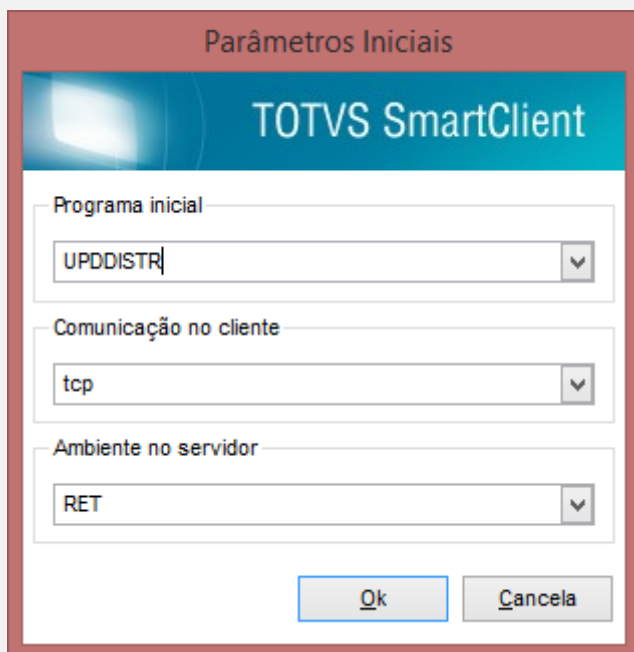 Parâmetros Iniciais
TOTVS SmartClient
Programa inicial
UPDDISTR
Comunicação no cliente
tcp
Ambiente no servidor
RET
Ok Cancela